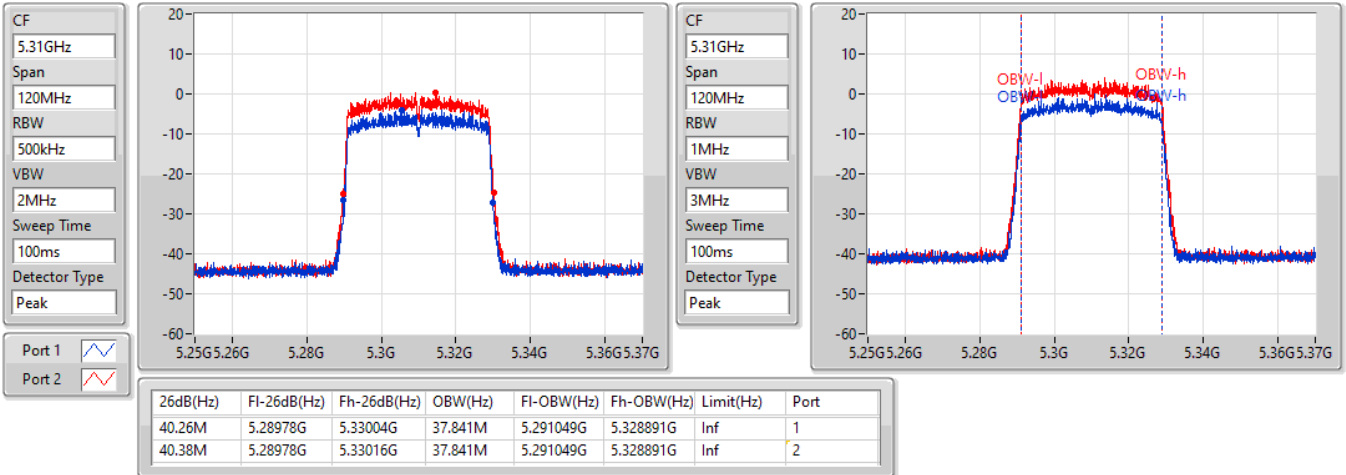 CF
5.31GHz
Span
120MHz
RBW
500kHz
VBW
2MHz
Sweep Time
100ms
Detector Type
Peak
Port 1
Port 2
20
10
0
-10
-20
-30
-40
-50
-60
5.25G 5.26G 5.28G 5.3G 5.32G 5.34G 5.36G 5.37G
CF
5.31GHz
Span
120MHz
RBW
1MHz
VBW
3MHz
Sweep Time
100ms
Detector Type
Peak
20
10
0
-10
-20
-30
-40
-50
-60
OBW-l OBW-h
OBW-h
5.25G 5.26G 5.28G 5.3G 5.32G 5.34G 5.36G 5.37G
26dB(Hz) Fl-26dB(Hz) Fh-26dB(Hz) OBW(Hz) Fl-OBW(Hz) Fh-OBW(Hz) Limit(Hz) Port
40.26M 5.28978G 5.33004G 37.841M 5.291049G 5.328891G Inf 1
40.38M 5.28978G 5.33016G 37.841M 5.291049G 5.328891G Inf 2